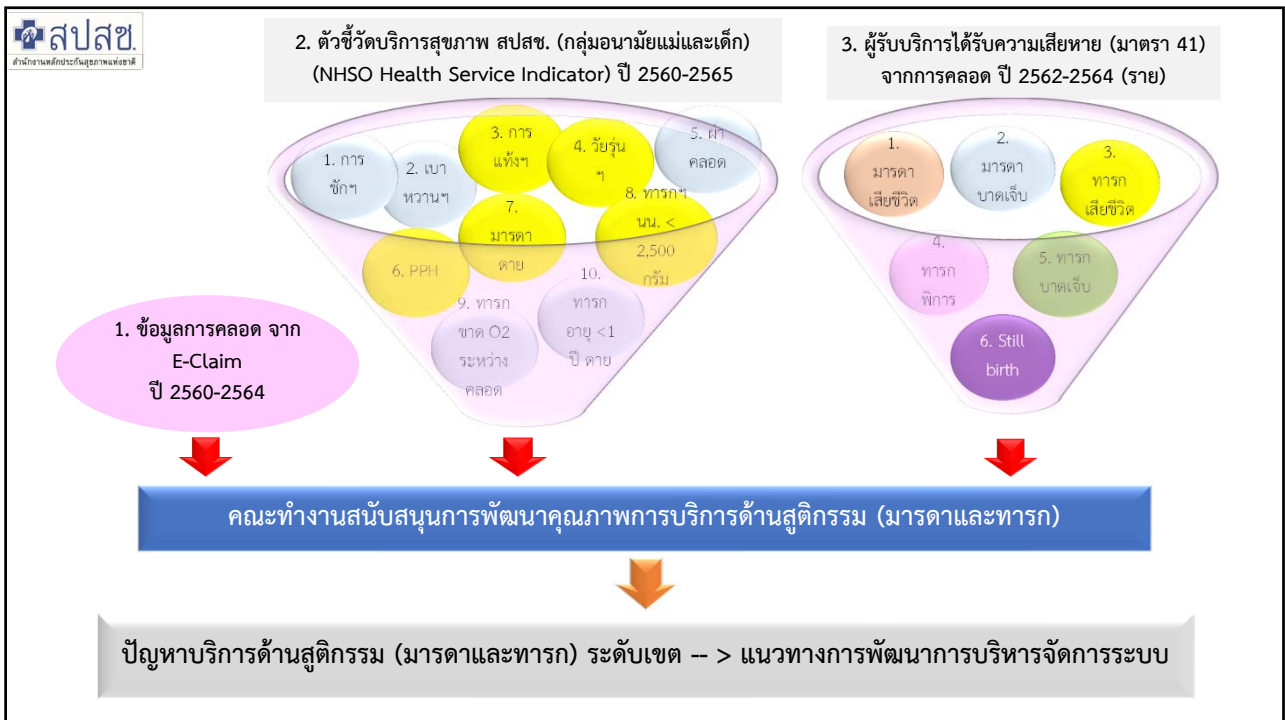 สปสช.
สำนักงานหลักประกันสุขภาพแห่งชาติ
2. ตัวชี้วัดบริการสุขภาพ สปสช. (กลุ่มอนามัยแม่และเด็ก)
(NHSO Health Service Indicator) ปี 2560-2565
3. ผู้รับบริการได้รับความเสียหาย (มาตรา 41)
จากการคลอด ปี 2562-2564 (ราย)
1. การ
ชักฯ
2. เบา
หวานฯ
3. การ
แท้งฯ
4. วัยรุ่น
ฯ
5. ผ่า
คลอด
6. PPH
7.
มารดา
ตาย
8. ทารกฯ
นน. <
2,500
กรัม
9. ทารก
ขาด O2
ระหว่าง
คลอด
10.
ทารก
อายุ <1
ปี ตาย
1.
มารดา
เสียชีวิต
2.
มารดา
บาดเจ็บ
3.
ทารก
เสียชีวิต
4.
ทารก
พิการ
5. ทารก
บาดเจ็บ
6. Still
birth
1. ข้อมูลการคลอด จาก
E-Claim
ปี 2560-2564
คณะทำงานสนับสนุนการพัฒนาคุณภาพการบริการด้านสูติกรรม (มารดาและทารก)
ปัญหาบริการด้านสูติกรรม (มารดาและทารก) ระดับเขต -- > แนวทางการพัฒนาการบริหารจัดการระบบ